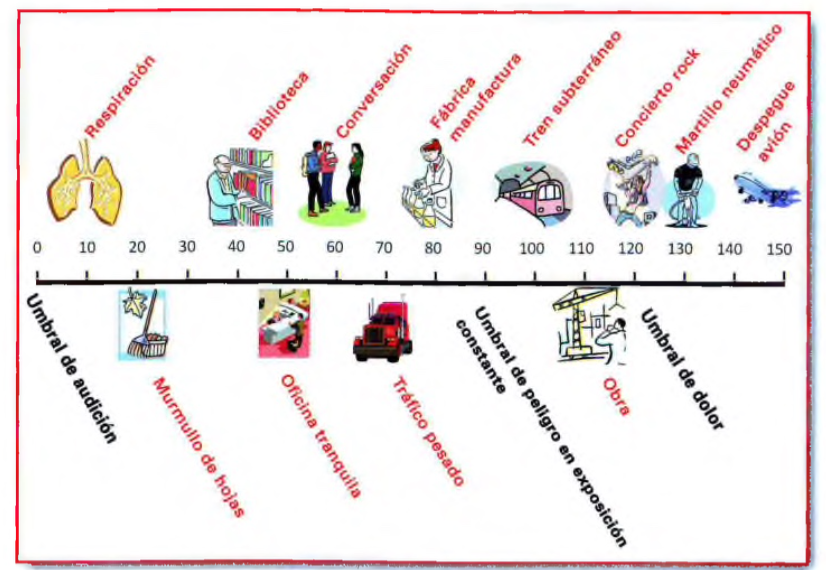 Respiración
Biblioteca
Conversación
Fábrica
manufactura
Tren subterráneo
Concierto rock
Martillo neumático
Despegue
avión
0 10 20 30 40 50 60 70 80 90 100 110 120 130 140 150
Umbral de audición
Murmullo de hojas
Oficina tranquila
Tráfico pesado
Umbral de peligro en exposición
constante
Obra
Umbral de dolor